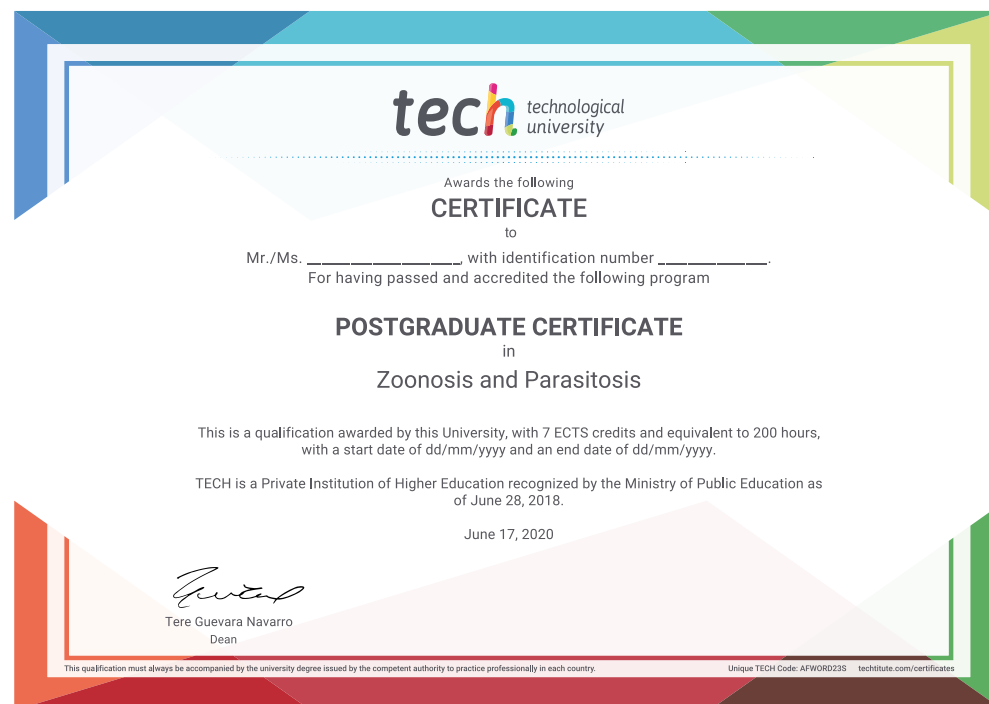 tech technological
university
Awards the following
CERTIFICATE
to
Mr./Ms. ____________________, with identification number ______________.
For having passed and accredited the following program
POSTGRADUATE CERTIFICATE
in
Zoonosis and Parasitosis
This is a qualification awarded by this University, with 7 ECTS credits and equivalent to 200 hours,
with a start date of dd/mm/yyyy and an end date of dd/mm/yyyy.
TECH is a Private Institution of Higher Education recognized by the Ministry of Public Education as
of June 28, 2018.
June 17, 2020
Tere Guevara Navarro
Dean
This qualification must always be accompanied by the university degree issued by the competent authority to practice professionally in each country.
Unique TECH Code: AFWORD23S techtitute.com/certificates